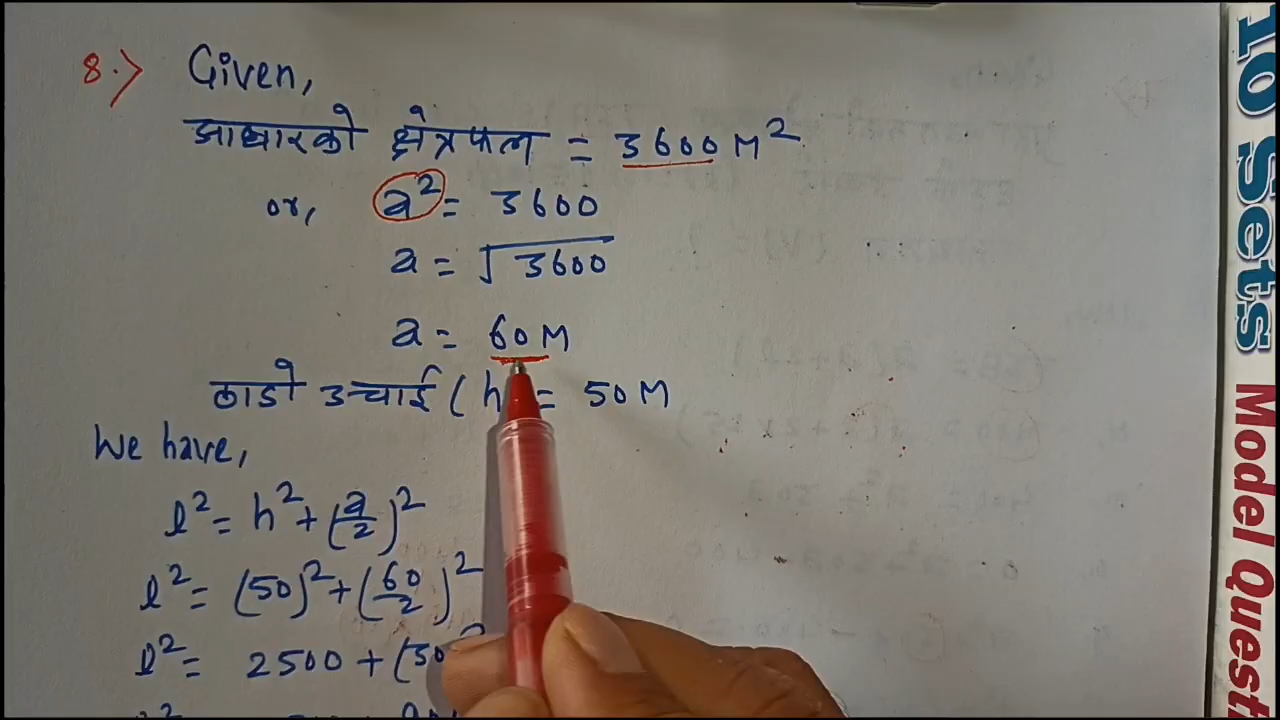 8.> Given,
आधारको क्षेत्रफल = 3600 M²
or, a² = 3600
a = √3600
a = 60 M
ठाडो उचाई (h = 50 M
We have,
l² = h² + (a/2)²
l² = (50)² + (60/2)²
l² = 2500 + (30
10 Sets Model Quest